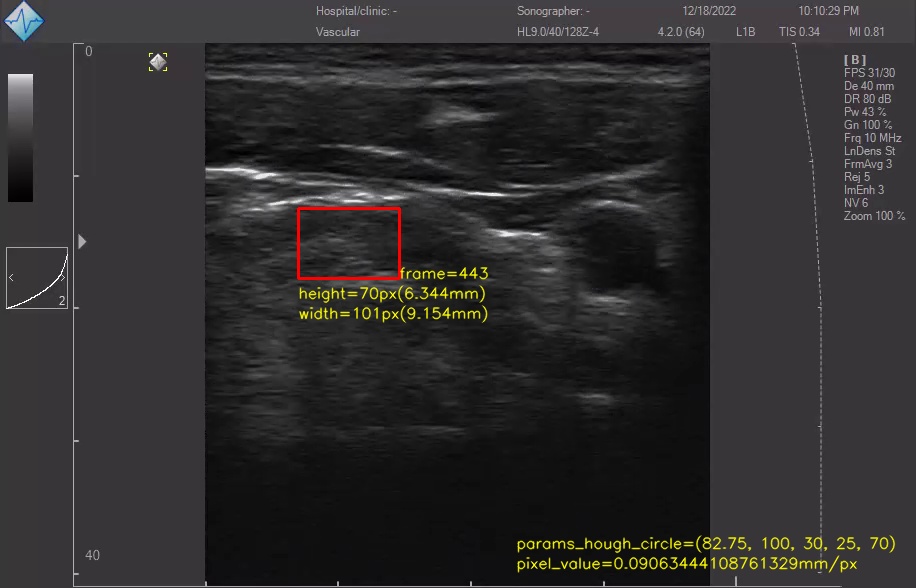 Hospital/clinic: - Sonographer: - 12/18/2022 10:10:29 PM
Vascular HL9.0/40/128Z-4 4.2.0 (64) L1B TIS 0.34 MI 0.81
0
[ B ]
FPS 31/30
De 40 mm
DR 80 dB
Pw 43 %
Gn 100 %
Frq 10 MHz
LnDens St
FrmAvg 3
Rej 5
ImEnh 3
NV 6
Zoom 100 %
2
frame=443
height=70px(6.344mm)
width=101px(9.154mm)
40
params_hough_circle=(82.75, 100, 30, 25, 70)
pixel_value=0.09063444108761329mm/px